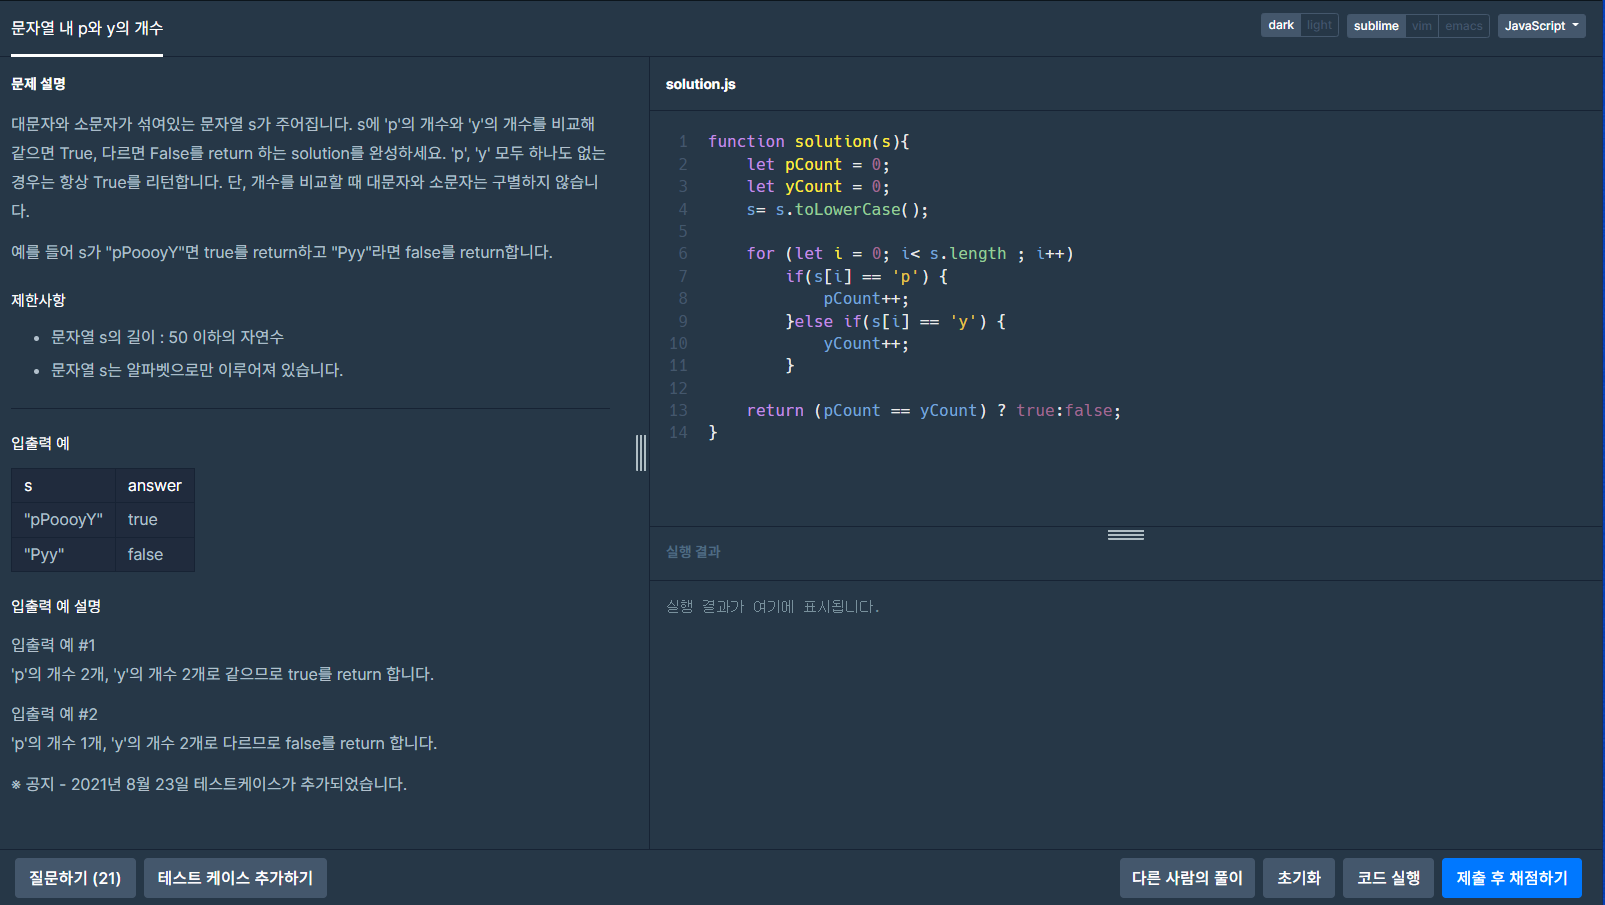 문자열 내 p와 y의 개수
dark light
sublime vim emacs
JavaScript
문제 설명
대문자와 소문자가 섞여있는 문자열 s가 주어집니다. s에 'p'의 개수와 'y'의 개수를 비교해
같으면 True, 다르면 False를 return 하는 solution를 완성하세요. 'p', 'y' 모두 하나도 없는
경우는 항상 True를 리턴합니다. 단, 개수를 비교할 때 대문자와 소문자는 구별하지 않습니
다.
예를 들어 s가 "pPoooyY"면 true를 return하고 "Pyy"라면 false를 return합니다.
제한사항
• 문자열 s의 길이 : 50 이하의 자연수
• 문자열 s는 알파벳으로만 이루어져 있습니다.
입출력 예
s answer
"pPoooyY" true
"Pyy" false
입출력 예 설명
입출력 예 #1
'p'의 개수 2개, 'y'의 개수 2개로 같으므로 true를 return 합니다.
입출력 예 #2
'p'의 개수 1개, 'y'의 개수 2개로 다르므로 false를 return 합니다.
※ 공지 - 2021년 8월 23일 테스트케이스가 추가되었습니다.
solution.js
1 function solution(s){
2     let pCount = 0;
3     let yCount = 0;
4     s= s.toLowerCase();
5
6     for (let i = 0; i< s.length ; i++)
7         if(s[i] == 'p') {
8             pCount++;
9         }else if(s[i] == 'y') {
10             yCount++;
11         }
12
13     return (pCount == yCount) ? true:false;
14 }
실행 결과
실행 결과가 여기에 표시됩니다.
질문하기 (21)
테스트 케이스 추가하기
다른 사람의 풀이
초기화
코드 실행
제출 후 채점하기